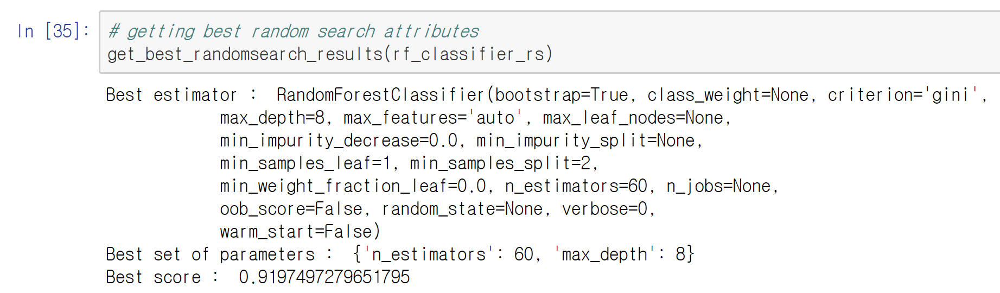 In [35]:
# getting best random search attributes
get_best_randomsearch_results(rf_classifier_rs)
Best estimator :  RandomForestClassifier(bootstrap=True, class_weight=None, criterion='gini',
max_depth=8, max_features='auto', max_leaf_nodes=None,
min_impurity_decrease=0.0, min_impurity_split=None,
min_samples_leaf=1, min_samples_split=2,
min_weight_fraction_leaf=0.0, n_estimators=60, n_jobs=None,
oob_score=False, random_state=None, verbose=0,
warm_start=False)
Best set of parameters :  {'n_estimators': 60, 'max_depth': 8}
Best score :  0.9197497279651795